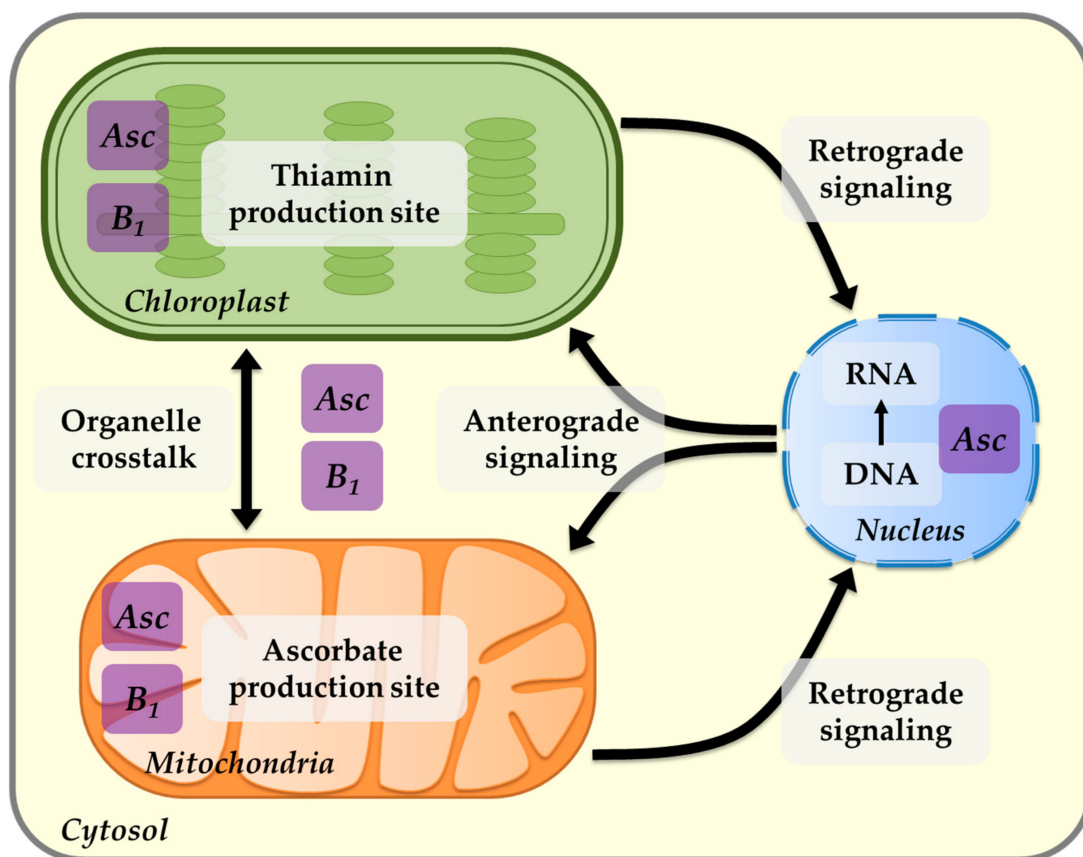 Asc
B1
Thiamin
production site
Chloroplast
Retrograde
signaling
Organelle
crosstalk
Asc
B1
Anterograde
signaling
RNA
DNA
Asc
Nucleus
Asc
B1
Ascorbate
production site
Mitochondria
Retrograde
signaling
Cytosol